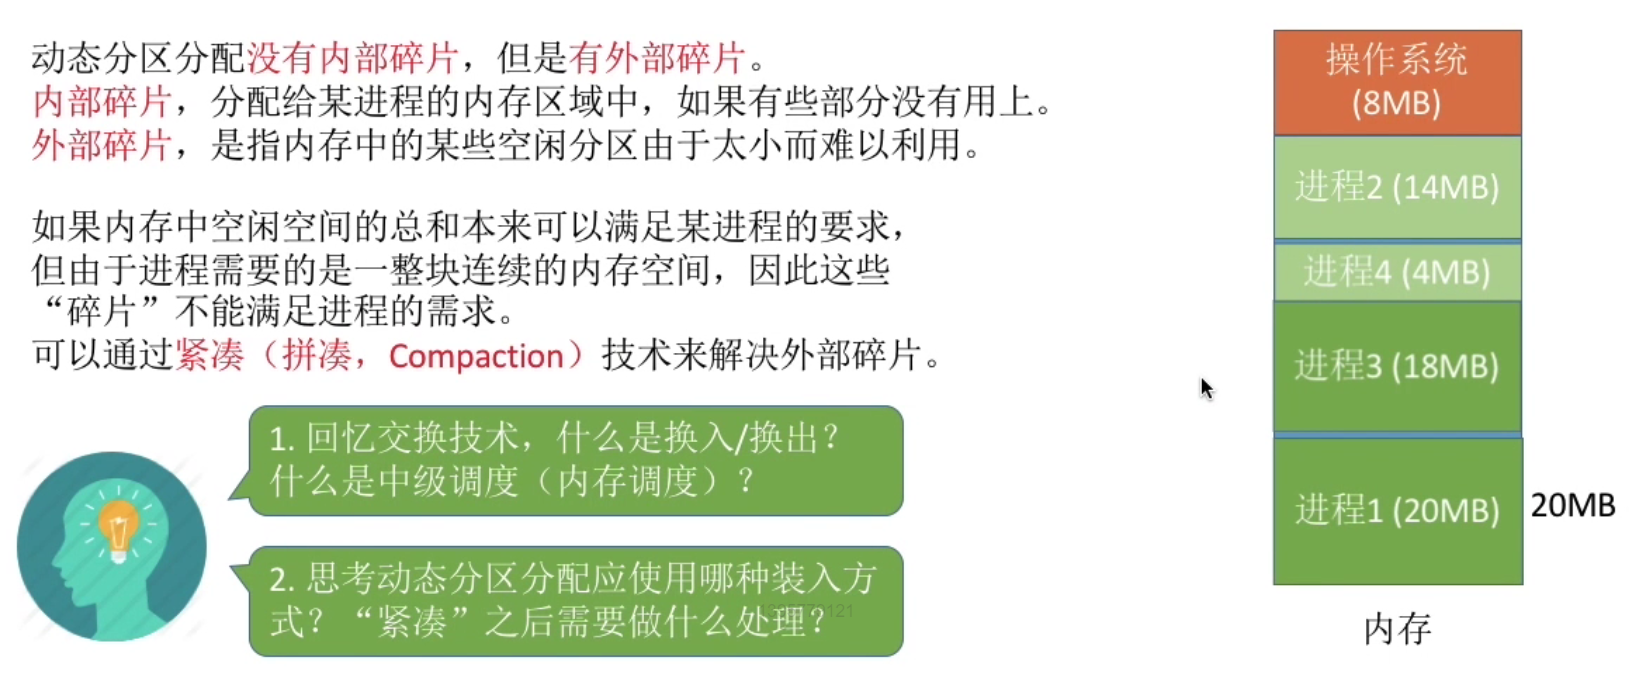 动态分区分配没有内部碎片，但是有外部碎片。
内部碎片，分配给某进程的内存区域中，如果有些部分没有用上。
外部碎片，是指内存中的某些空闲分区由于太小而难以利用。
如果内存中空闲空间的总和本来可以满足某进程的要求，
但由于进程需要的是一整块连续的内存空间，因此这些
“碎片”不能满足进程的需求。
可以通过紧凑（拼凑，Compaction）技术来解决外部碎片。
1. 回忆交换技术，什么是换入/换出？
什么是中级调度（内存调度）？
2. 思考动态分区分配应使用哪种装入方
式？“紧凑”之后需要做什么处理？
操作系统
(8MB)
进程2 (14MB)
进程4 (4MB)
进程3 (18MB)
进程1 (20MB)
20MB
内存